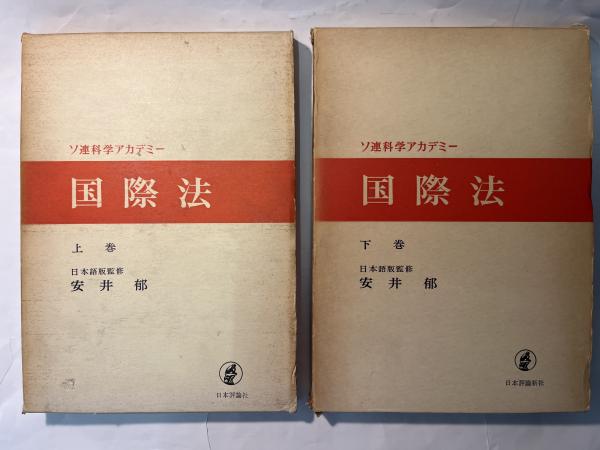 ソ連科学アカデミー
国際法
上巻
日本語版監修
安井郁
日本評論社
ソ連科学アカデミー
国際法
下巻
日本語版監修
安井郁
日本評論新社